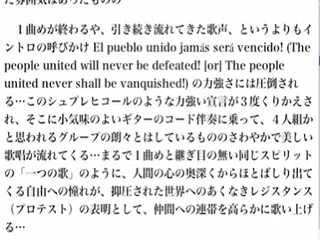 た雰囲気はあったものの
１曲めが終わるや、引き続き流れてきた歌声、というよりもイ
ントロの呼びかけ El pueblo unido jamás será vencido! (The
people united will never be defeated! [or] The people
united never shall be vanquished!) の力強さには圧倒され
る…このシュプレヒコールのような力強い宣言が３度くりかえさ
れ、そこに小気味のよいギターのコード伴奏に乗って、４人組か
と思われるグループの朗々とはしているもののさわやかで美しい
歌唱が流れてくる…まるで１曲めと継ぎ目の無い同じスピリット
の「一つの歌」のように、人間の心の奥深くからほとばしり出て
くる自由への憧れが、抑圧された世界へのあくなきレジスタンス
（プロテスト）の表明として、仲間への連帯を高らかに歌い上げ
る…